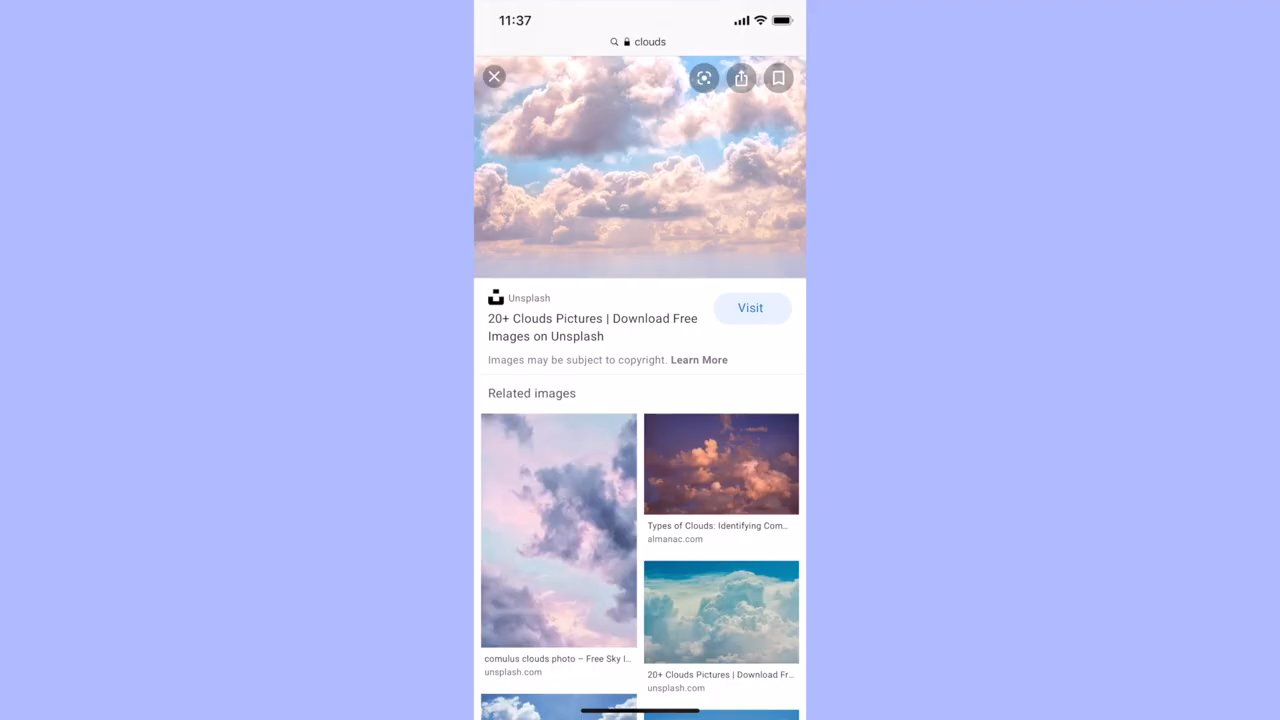 11:37
clouds
Unsplash
20+ Clouds Pictures | Download Free
Images on Unsplash
Visit
Images may be subject to copyright. Learn More
Related images
Types of Clouds: Identifying Com...
almanac.com
comulus clouds photo – Free Sky I...
unsplash.com
20+ Clouds Pictures | Download Fr...
unsplash.com